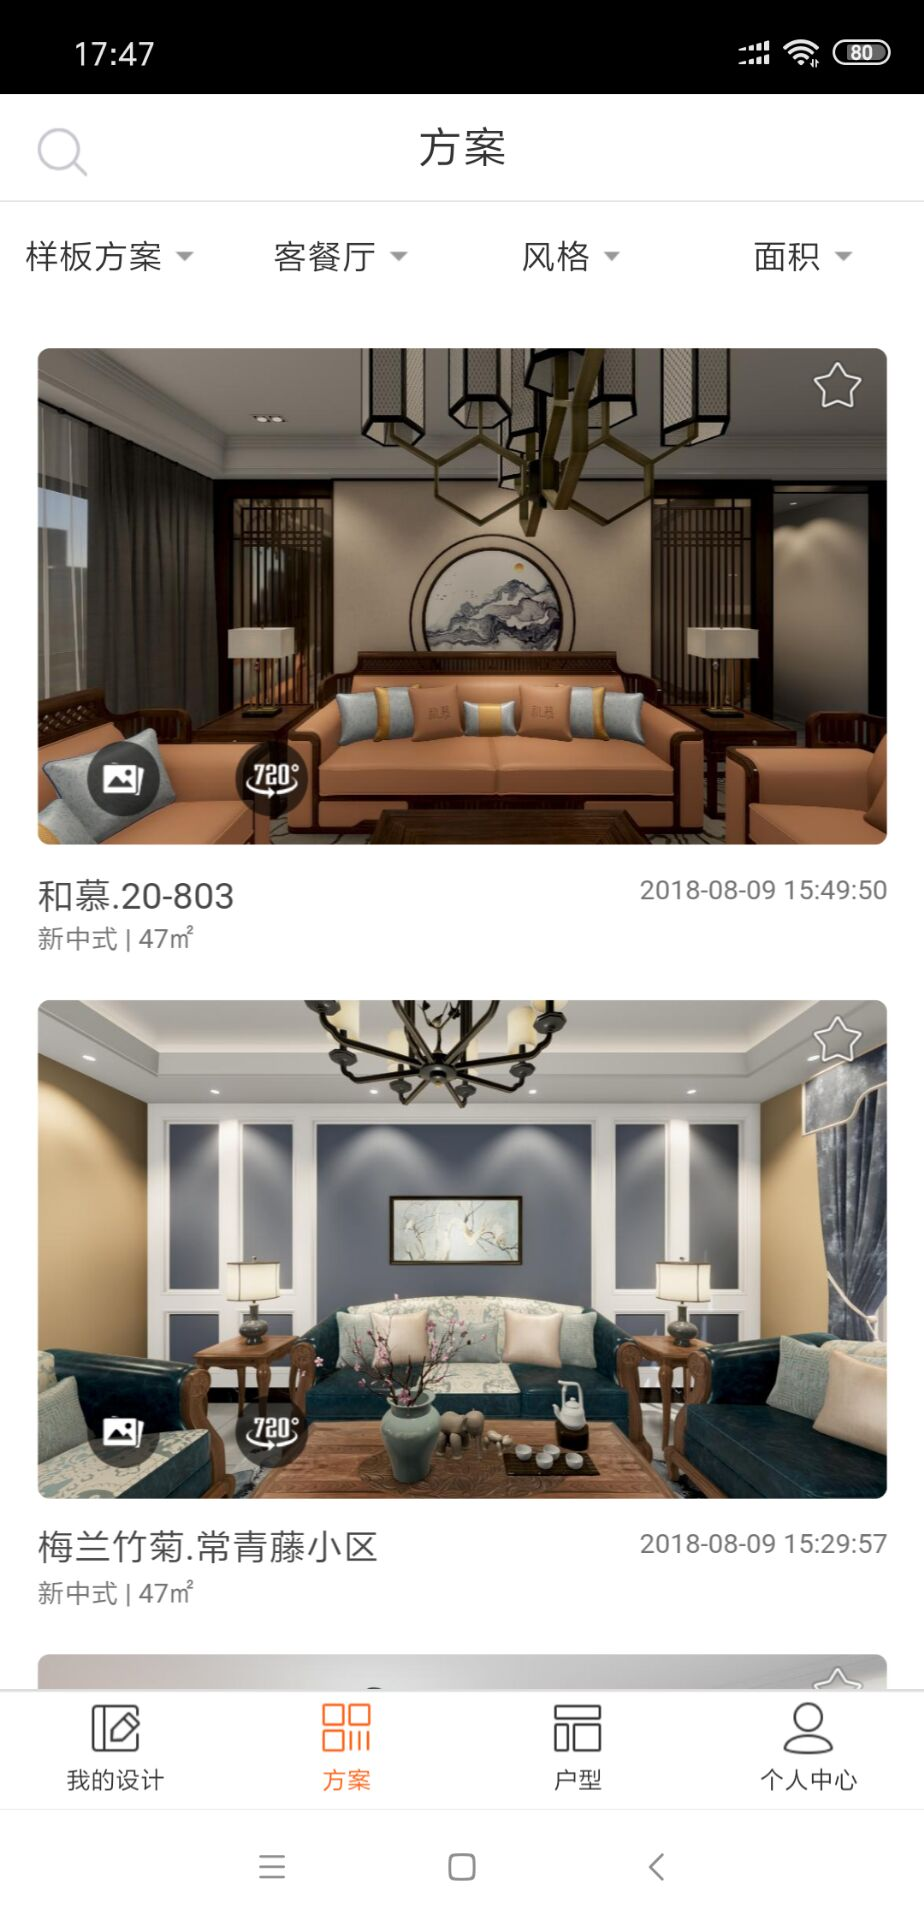 17:47
80
方案
样板方案
客餐厅
风格
面积
720°
和慕.20-803
2018-08-09 15:49:50
新中式 | 47㎡
720°
梅兰竹菊.常青藤小区
2018-08-09 15:29:57
新中式 | 47㎡
我的设计
方案
户型
个人中心